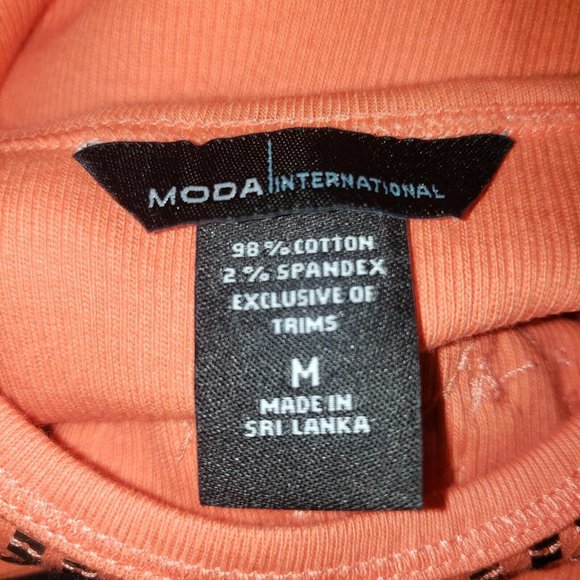 MODA INTERNATIONAL
98% COTTON
2% SPANDEX
EXCLUSIVE OF
TRIMS
M
MADE IN
SRI LANKA